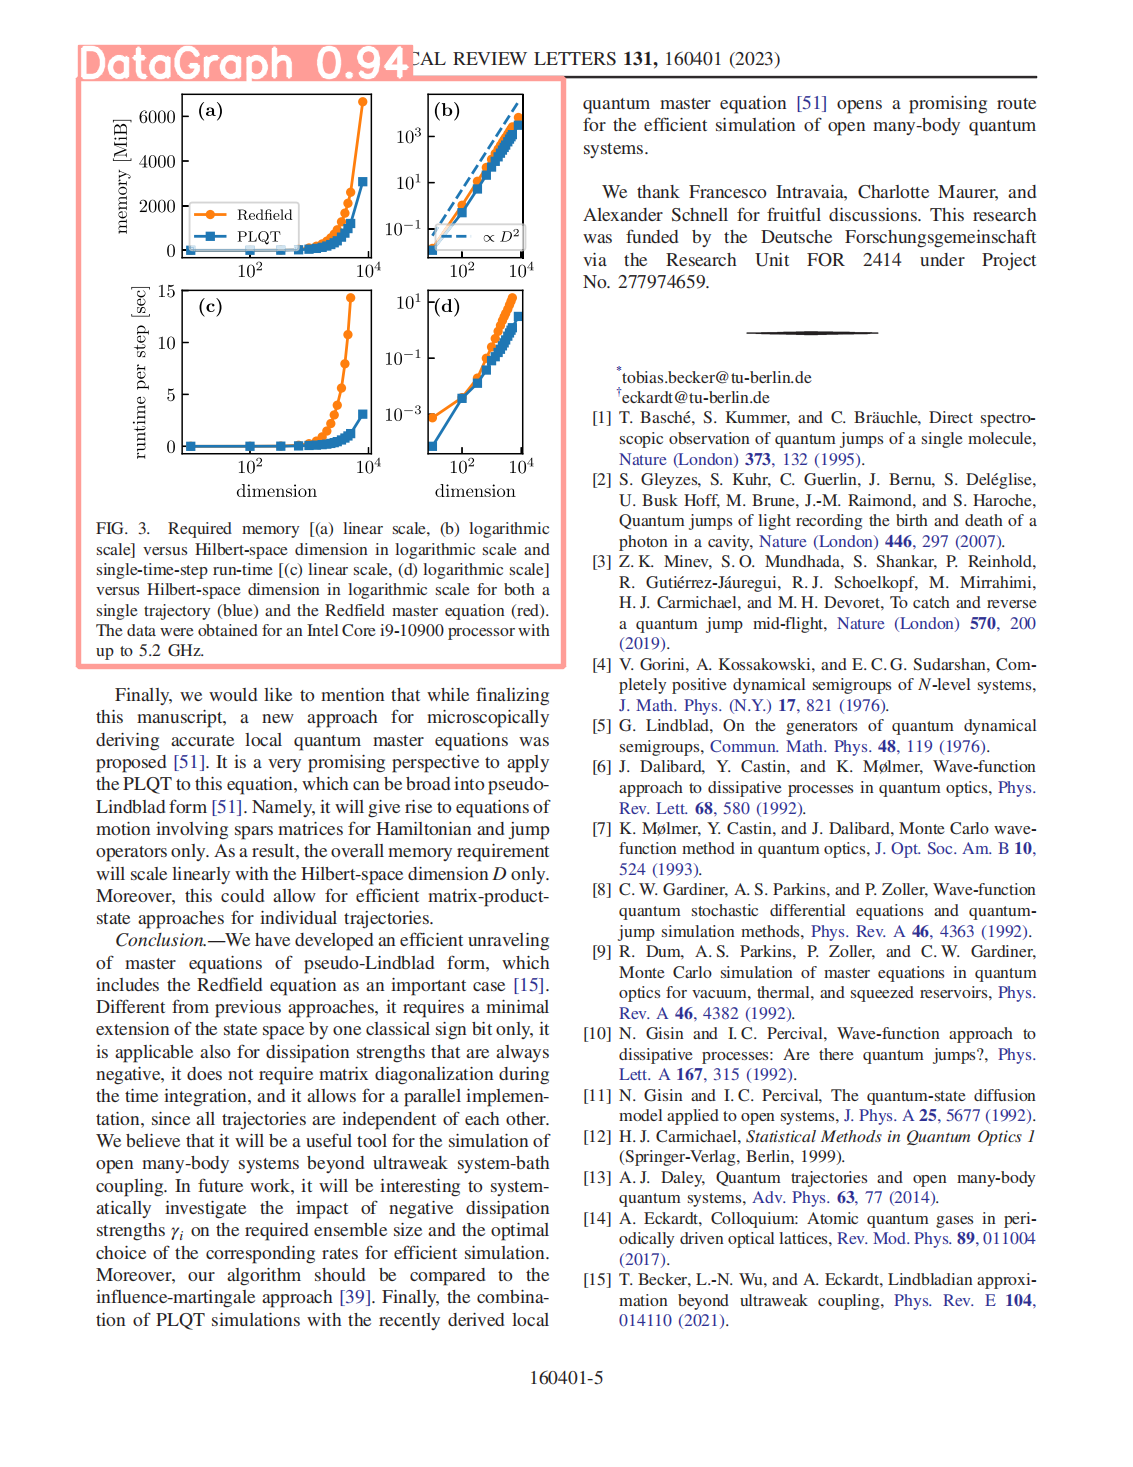 DataGraph 0.94
CAL REVIEW LETTERS 131, 160401 (2023)
(a)
(b)
6000
4000
2000
0
memory [MiB]
Redfield
PLQT
10³
10¹
10⁻¹
∝ D²
10² 10⁴
10² 10⁴
(c)
(d)
15
10
5
0
runtime per step [sec]
10¹
10⁻¹
10⁻³
10² 10⁴
10² 10⁴
dimension
dimension
FIG. 3. Required memory [(a) linear scale, (b) logarithmic
scale] versus Hilbert-space dimension in logarithmic scale and
single-time-step run-time [(c) linear scale, (d) logarithmic scale]
versus Hilbert-space dimension in logarithmic scale for both a
single trajectory (blue) and the Redfield master equation (red).
The data were obtained for an Intel Core i9-10900 processor with
up to 5.2 GHz.
Finally, we would like to mention that while finalizing
this manuscript, a new approach for microscopically
deriving accurate local quantum master equations was
proposed [51]. It is a very promising perspective to apply
the PLQT to this equation, which can be broad into pseudo-
Lindblad form [51]. Namely, it will give rise to equations of
motion involving spars matrices for Hamiltonian and jump
operators only. As a result, the overall memory requirement
will scale linearly with the Hilbert-space dimension D only.
Moreover, this could allow for efficient matrix-product-
state approaches for individual trajectories.
Conclusion.—We have developed an efficient unraveling
of master equations of pseudo-Lindblad form, which
includes the Redfield equation as an important case [15].
Different from previous approaches, it requires a minimal
extension of the state space by one classical sign bit only, it
is applicable also for dissipation strengths that are always
negative, it does not require matrix diagonalization during
the time integration, and it allows for a parallel implemen-
tation, since all trajectories are independent of each other.
We believe that it will be a useful tool for the simulation of
open many-body systems beyond ultraweak system-bath
coupling. In future work, it will be interesting to system-
atically investigate the impact of negative dissipation
strengths γᵢ on the required ensemble size and the optimal
choice of the corresponding rates for efficient simulation.
Moreover, our algorithm should be compared to the
influence-martingale approach [39]. Finally, the combina-
tion of PLQT simulations with the recently derived local
quantum master equation [51] opens a promising route
for the efficient simulation of open many-body quantum
systems.
We thank Francesco Intravaia, Charlotte Maurer, and
Alexander Schnell for fruitful discussions. This research
was funded by the Deutsche Forschungsgemeinschaft
via the Research Unit FOR 2414 under Project
No. 277974659.
*tobias.becker@tu-berlin.de
†eckardt@tu-berlin.de
[1] T. Basché, S. Kummer, and C. Bräuchle, Direct spectro-
scopic observation of quantum jumps of a single molecule,
Nature (London) 373, 132 (1995).
[2] S. Gleyzes, S. Kuhr, C. Guerlin, J. Bernu, S. Deléglise,
U. Busk Hoff, M. Brune, J.-M. Raimond, and S. Haroche,
Quantum jumps of light recording the birth and death of a
photon in a cavity, Nature (London) 446, 297 (2007).
[3] Z. K. Minev, S. O. Mundhada, S. Shankar, P. Reinhold,
R. Gutiérrez-Jáuregui, R. J. Schoelkopf, M. Mirrahimi,
H. J. Carmichael, and M. H. Devoret, To catch and reverse
a quantum jump mid-flight, Nature (London) 570, 200
(2019).
[4] V. Gorini, A. Kossakowski, and E. C. G. Sudarshan, Com-
pletely positive dynamical semigroups of N-level systems,
J. Math. Phys. (N.Y.) 17, 821 (1976).
[5] G. Lindblad, On the generators of quantum dynamical
semigroups, Commun. Math. Phys. 48, 119 (1976).
[6] J. Dalibard, Y. Castin, and K. Mølmer, Wave-function
approach to dissipative processes in quantum optics, Phys.
Rev. Lett. 68, 580 (1992).
[7] K. Mølmer, Y. Castin, and J. Dalibard, Monte Carlo wave-
function method in quantum optics, J. Opt. Soc. Am. B 10,
524 (1993).
[8] C. W. Gardiner, A. S. Parkins, and P. Zoller, Wave-function
quantum stochastic differential equations and quantum-
jump simulation methods, Phys. Rev. A 46, 4363 (1992).
[9] R. Dum, A. S. Parkins, P. Zoller, and C. W. Gardiner,
Monte Carlo simulation of master equations in quantum
optics for vacuum, thermal, and squeezed reservoirs, Phys.
Rev. A 46, 4382 (1992).
[10] N. Gisin and I. C. Percival, Wave-function approach to
dissipative processes: Are there quantum jumps?, Phys.
Lett. A 167, 315 (1992).
[11] N. Gisin and I. C. Percival, The quantum-state diffusion
model applied to open systems, J. Phys. A 25, 5677 (1992).
[12] H. J. Carmichael, Statistical Methods in Quantum Optics 1
(Springer-Verlag, Berlin, 1999).
[13] A. J. Daley, Quantum trajectories and open many-body
quantum systems, Adv. Phys. 63, 77 (2014).
[14] A. Eckardt, Colloquium: Atomic quantum gases in peri-
odically driven optical lattices, Rev. Mod. Phys. 89, 011004
(2017).
[15] T. Becker, L.-N. Wu, and A. Eckardt, Lindbladian approxi-
mation beyond ultraweak coupling, Phys. Rev. E 104,
014110 (2021).
160401-5